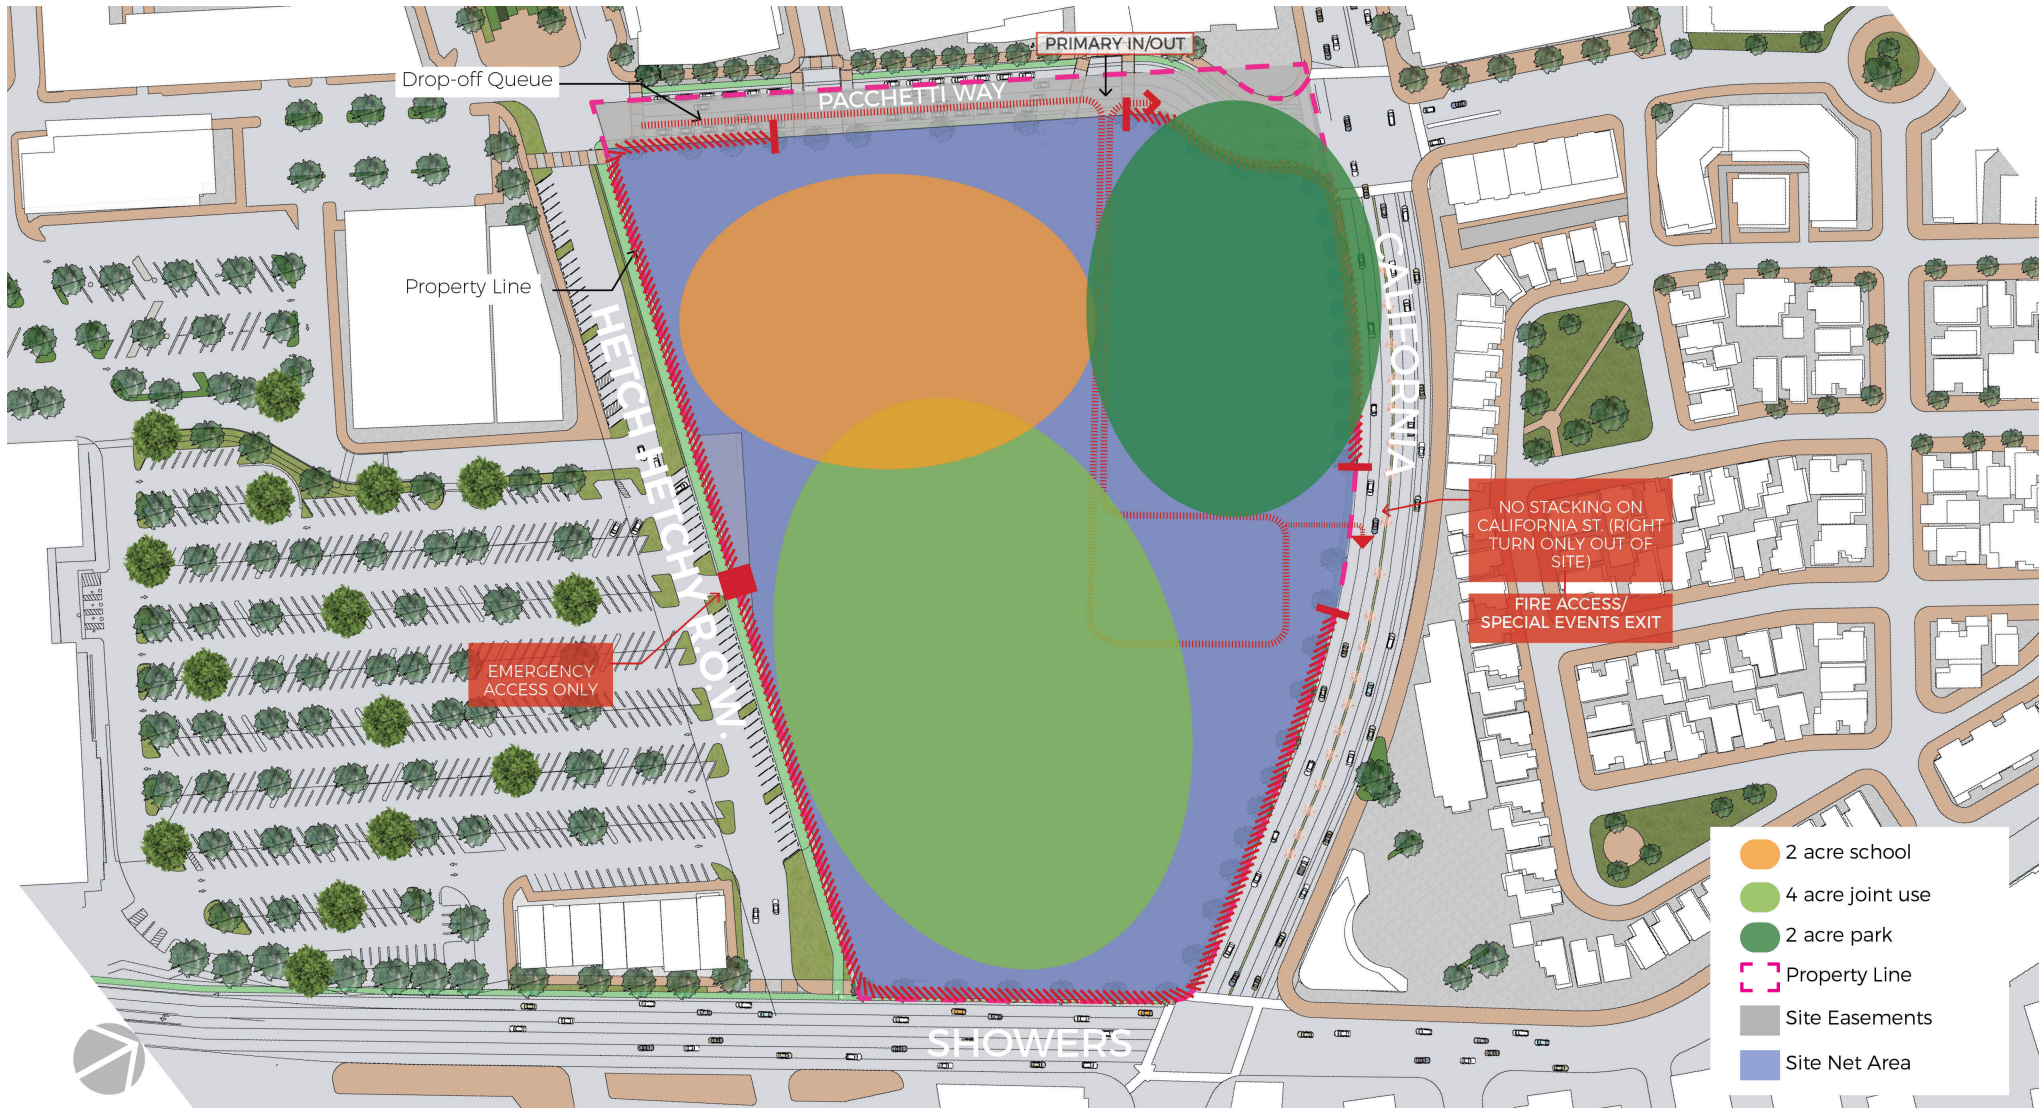 PRIMARY IN/OUT
Drop-off Queue
PACCHETTI WAY
Property Line
HETCH-HETCHY R.O.W.
CALIFORNIA
NO STACKING ON
CALIFORNIA ST. (RIGHT
TURN ONLY OUT OF
SITE)
FIRE ACCESS/
SPECIAL EVENTS EXIT
EMERGENCY
ACCESS ONLY
SHOWERS
2 acre school
4 acre joint use
2 acre park
Property Line
Site Easements
Site Net Area